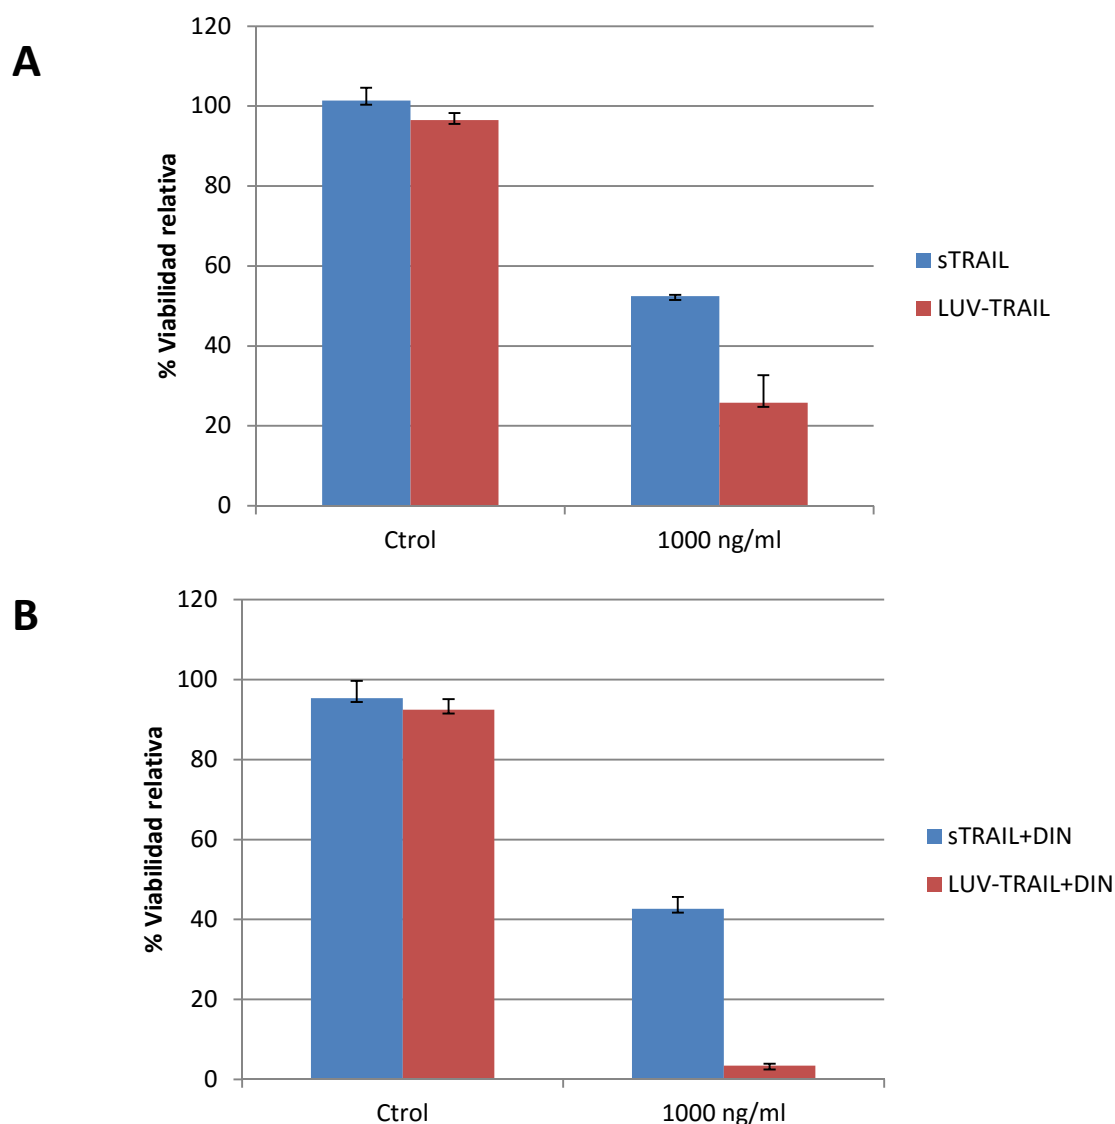 A
% Viabilidad relativa
120
100
80
60
40
20
0
Ctrol
1000 ng/ml
sTRAIL
LUV-TRAIL
B
% Viabilidad relativa
120
100
80
60
40
20
0
Ctrol
1000 ng/ml
sTRAIL+DIN
LUV-TRAIL+DIN